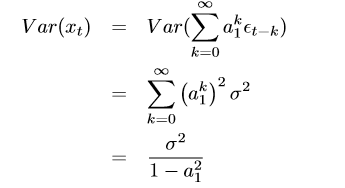 Var(x_t) = Var(∑_{k=0}^{∞} a_1^k ϵ_{t−k})
= ∑_{k=0}^{∞} (a_1^k)^2 σ^2
= σ^2 / (1 − a_1^2)